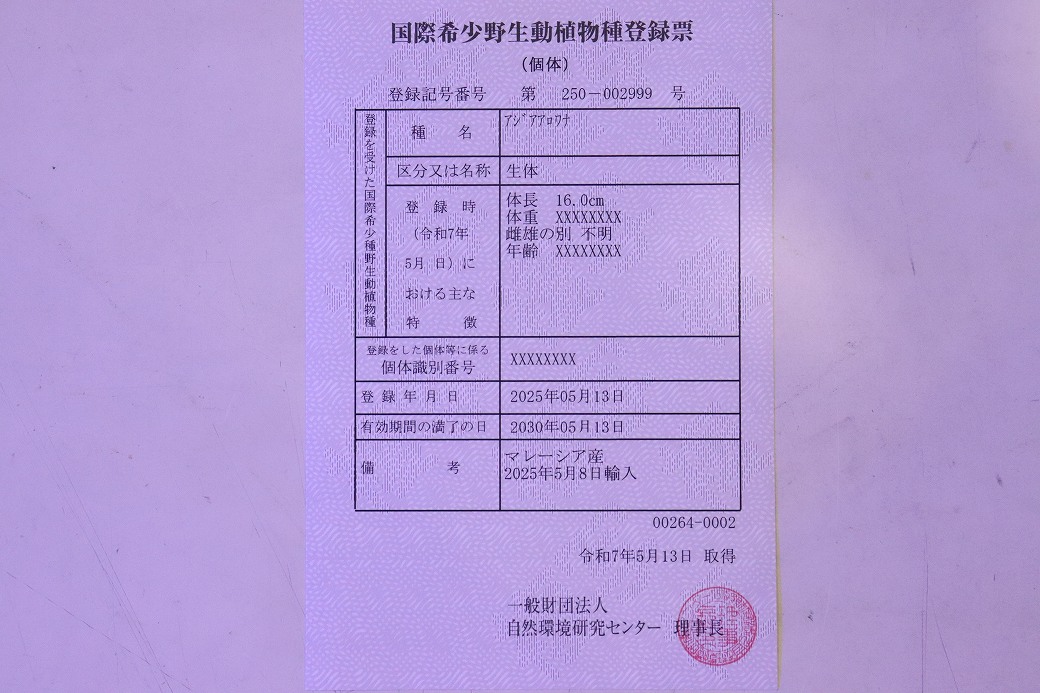 国際希少野生動植物種登録票
（個体）
登録記号番号 第 250－002999 号
登録を受けた国際希少種野生動植物種
種 名
ｱｼﾞｱｱﾛﾜﾅ
区分又は名称
生体
登 録 時
（令和7年
5月 日）に
おける主な
特 徴
体長 16.0cm
体重 XXXXXXXX
雌雄の別 不明
年齢 XXXXXXXX
登録をした個体等に係る
個体識別番号
XXXXXXXX
登 録 年 月 日
2025年05月13日
有効期間の満了の日
2030年05月13日
備 考
マレーシア産
2025年5月8日輸入
00264-0002
令和7年5月13日 取得
一般財団法人
自然環境研究センター 理事長